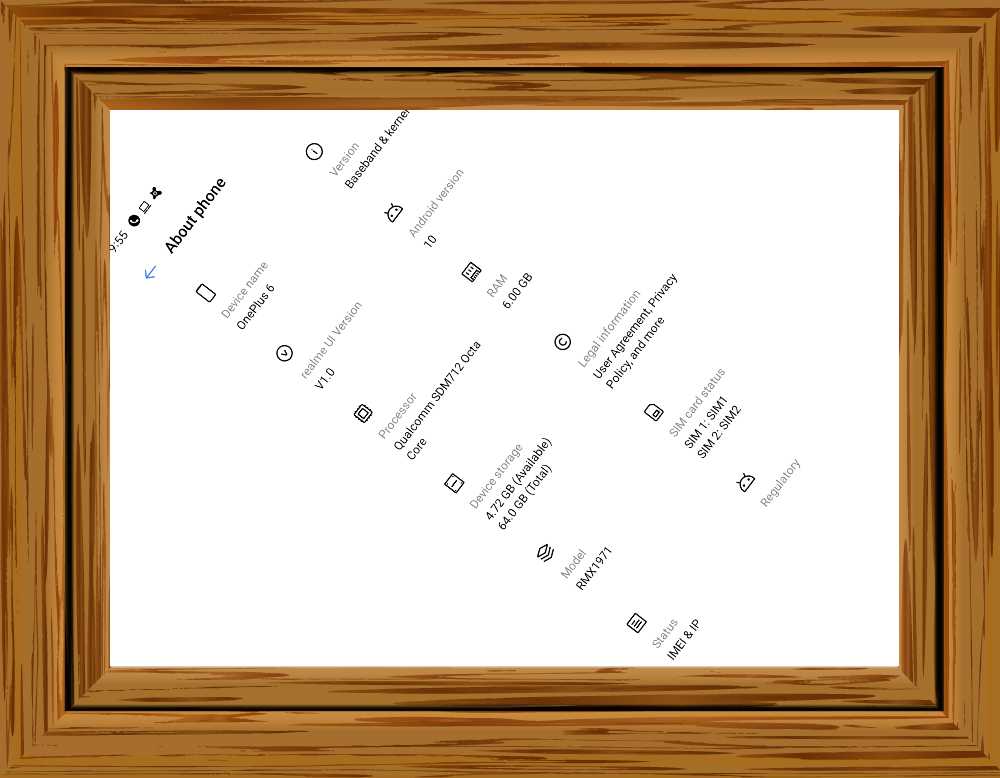 9:55
About phone
Device name
OnePlus 6
Version
Baseband & kernel
realme UI Version
V1.0
Android version
10
Processor
Qualcomm SDM712 Octa
Core
RAM
6.00 GB
Device storage
4.72 GB (Available)
64.0 GB (Total)
Legal information
User Agreement, Privacy
Policy, and more
Model
RMX1971
SIM card status
SIM 1: SIM1
SIM 2: SIM2
Status
IMEI & IP
Regulatory